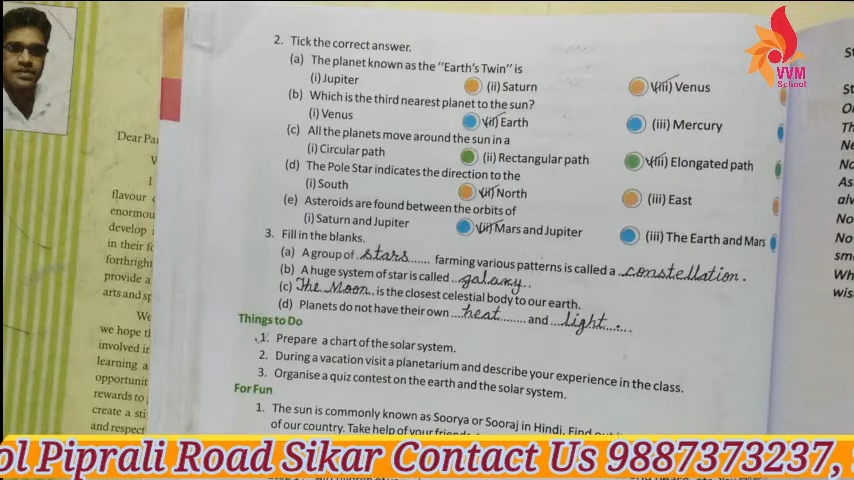 2. Tick the correct answer.
(a) The planet known as the "Earth's Twin" is
(i) Jupiter (ii) Saturn (iii) Venus
(b) Which is the third nearest planet to the sun?
(i) Venus (ii) Earth (iii) Mercury
(c) All the planets move around the sun in a
(i) Circular path (ii) Rectangular path (iii) Elongated path
(d) The Pole Star indicates the direction to the
(i) South (ii) North (iii) East
(e) Asteroids are found between the orbits of
(i) Saturn and Jupiter (ii) Mars and Jupiter (iii) The Earth and Mars
3. Fill in the blanks.
(a) A group of ..stars...... farming various patterns is called a ..constellation.
(b) A huge system of star is called ..galaxy...
(c) The Moon.. is the closest celestial body to our earth.
(d) Planets do not have their own ....heat........ and ....light......
Things to Do
1. Prepare a chart of the solar system.
2. During a vacation visit a planetarium and describe your experience in the class.
3. Organise a quiz contest on the earth and the solar system.
For Fun
1. The sun is commonly known as Soorya or Sooraj in Hindi. Find
of our country. Take help of your
VVM
School
Dear
flavour
develop
in their
provide a
arts and
We
we hope
involved
learning a
rewards to
create a
and respect
ol Piprali Road Sikar Contact Us 9887373237,